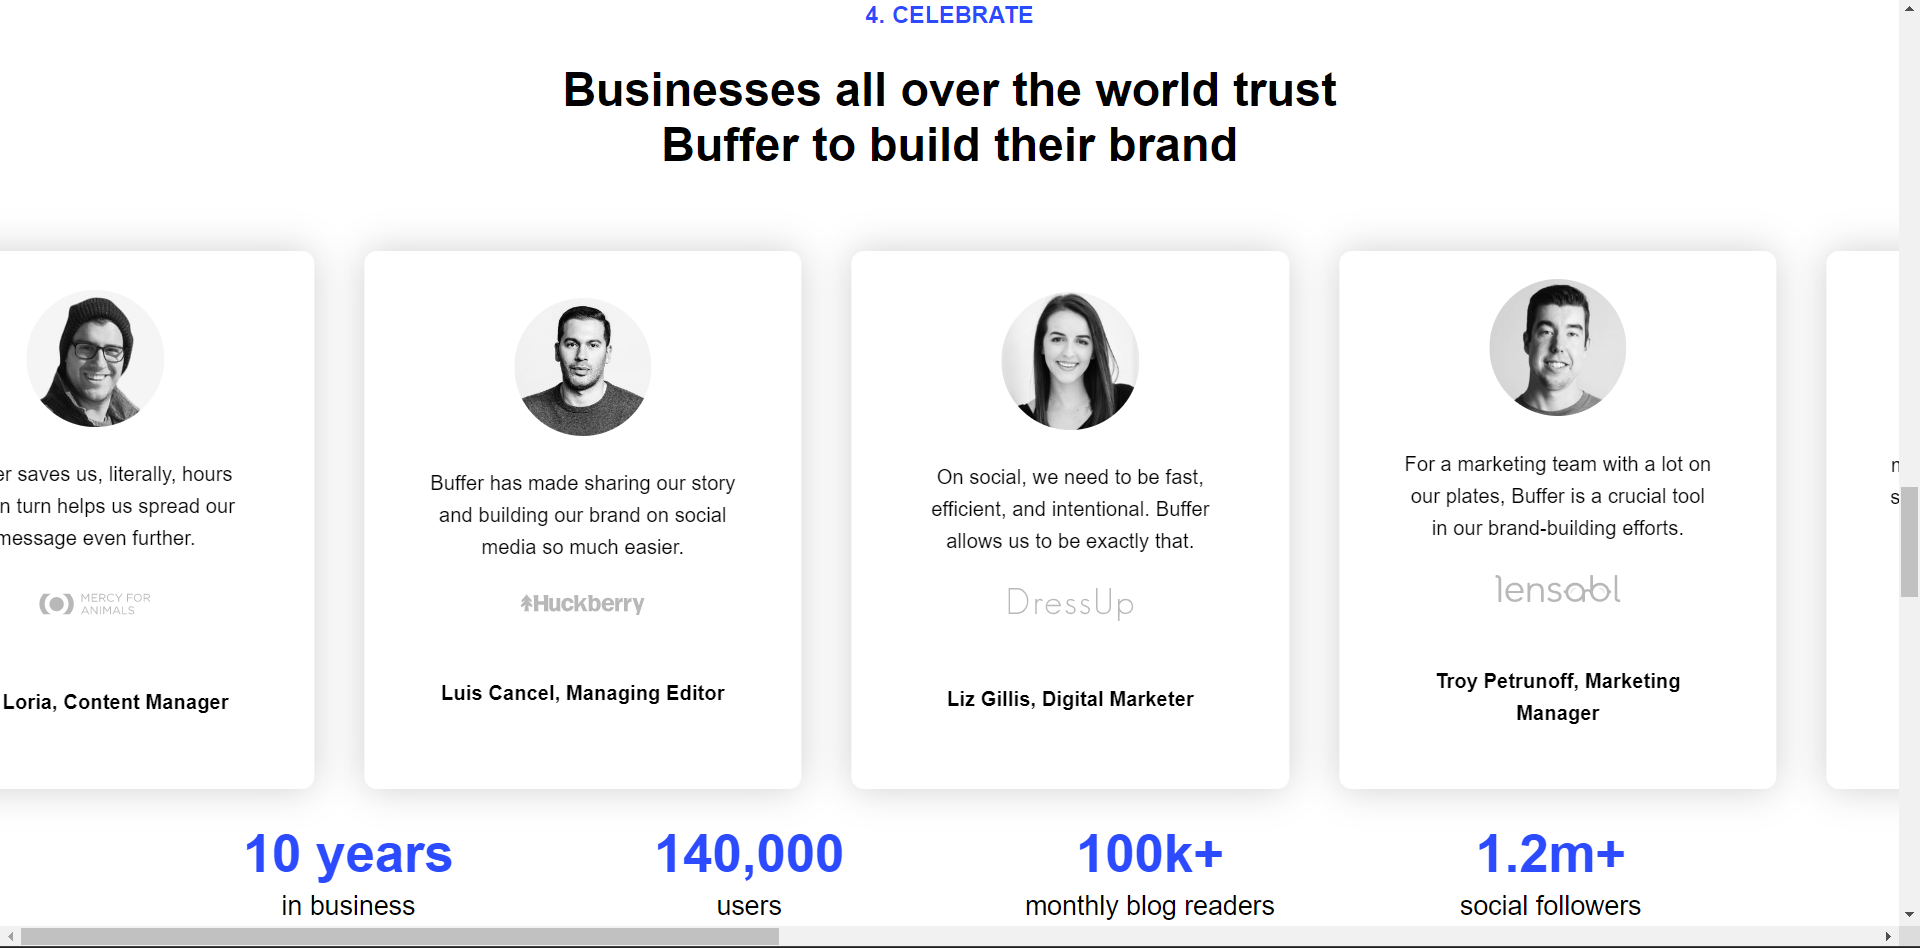 4. CELEBRATE
Businesses all over the world trust
Buffer to build their brand
er saves us, literally, hours
n turn helps us spread our
message even further.
MERCY FOR
ANIMALS
Loria, Content Manager
Buffer has made sharing our story
and building our brand on social
media so much easier.
Huckberry
Luis Cancel, Managing Editor
On social, we need to be fast,
efficient, and intentional. Buffer
allows us to be exactly that.
DressUp
Liz Gillis, Digital Marketer
For a marketing team with a lot on
our plates, Buffer is a crucial tool
in our brand-building efforts.
lensabl
Troy Petrunoff, Marketing
Manager
10 years
in business
140,000
users
100k+
monthly blog readers
1.2m+
social followers